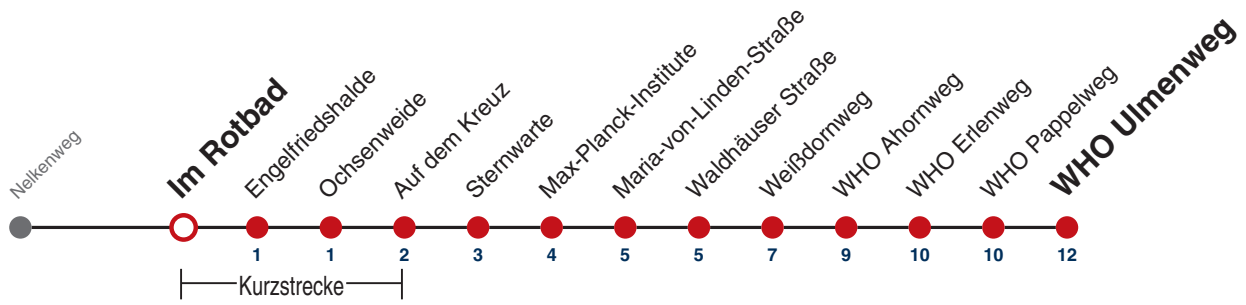 Nelkenweg
Im Rotbad
Engelfriedshalde
Ochsenweide
Auf dem Kreuz
Sternwarte
Max-Planck-Institute
Maria-von-Linden-Straße
Waldhäuser Straße
Weißdornweg
WHO Ahornweg
WHO Erlenweg
WHO Pappelweg
WHO Ulmenweg
1 1 2 3 4 5 5 7 9 10 10 12
Kurzstrecke